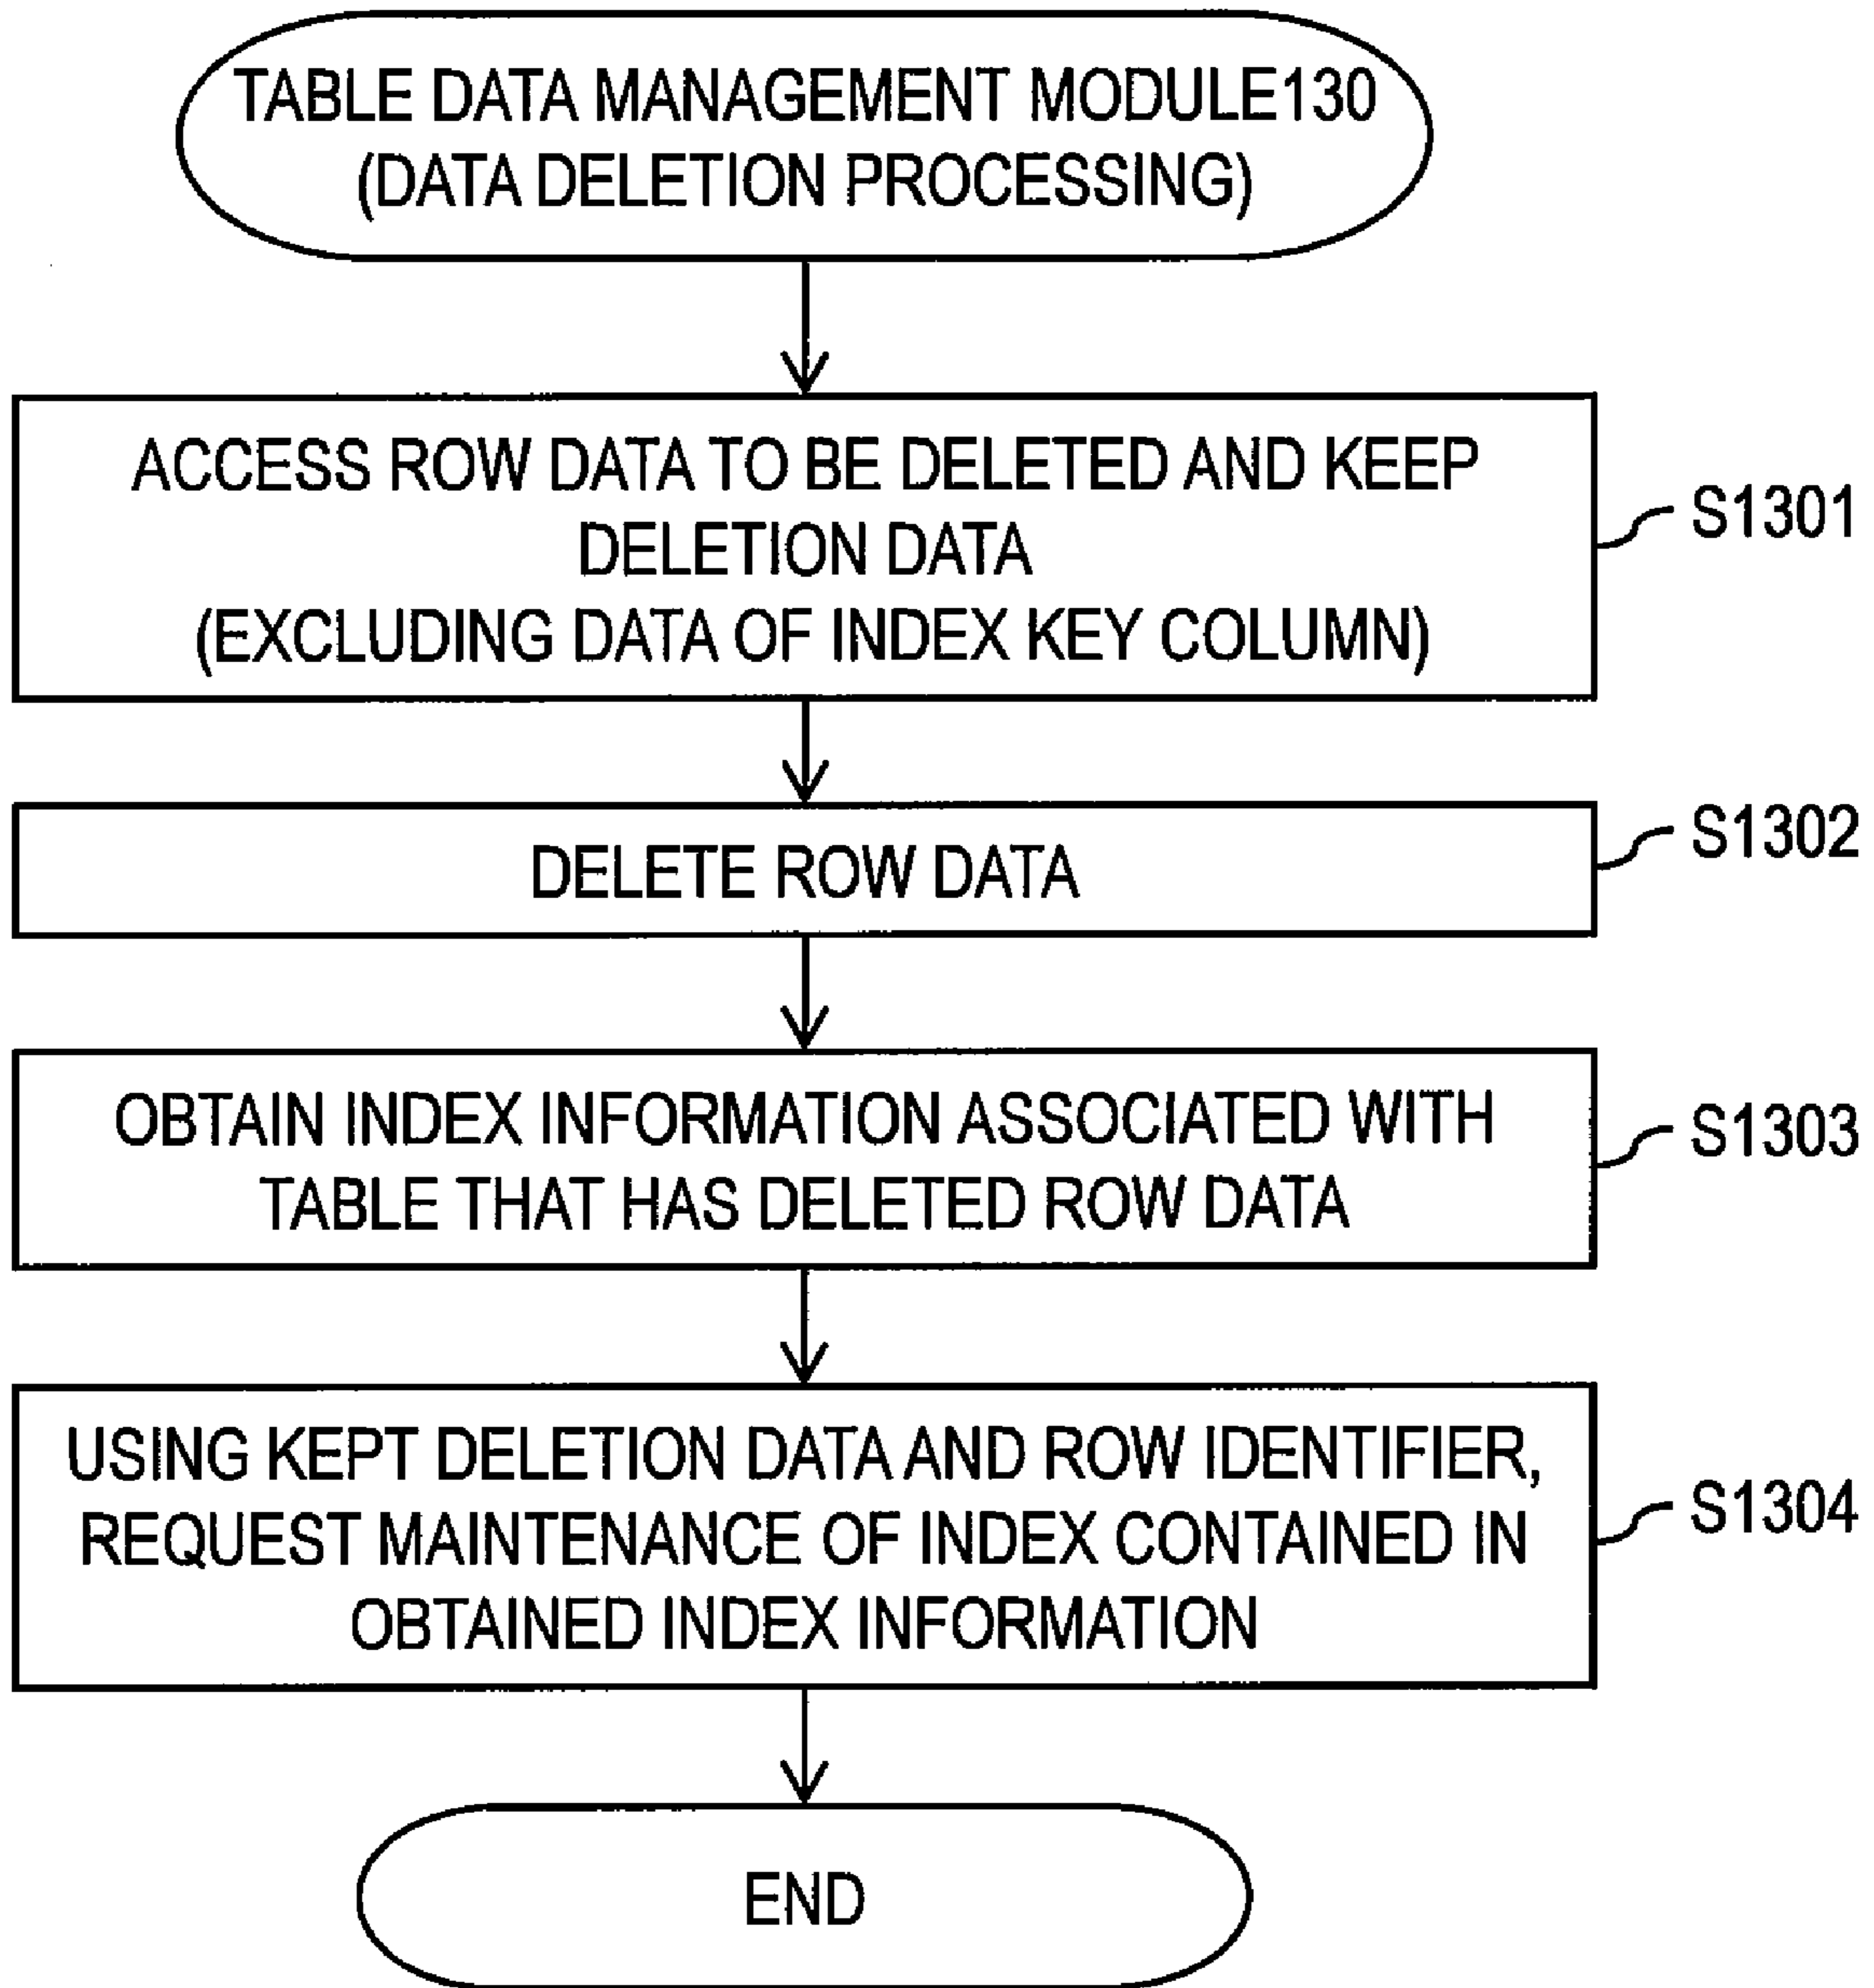 TABLE DATA MANAGEMENT MODULE130
(DATA DELETION PROCESSING)
ACCESS ROW DATA TO BE DELETED AND KEEP
DELETION DATA
(EXCLUDING DATA OF INDEX KEY COLUMN)
S1301
DELETE ROW DATA
S1302
OBTAIN INDEX INFORMATION ASSOCIATED WITH
TABLE THAT HAS DELETED ROW DATA
S1303
USING KEPT DELETION DATA AND ROW IDENTIFIER,
REQUEST MAINTENANCE OF INDEX CONTAINED IN
OBTAINED INDEX INFORMATION
S1304
END